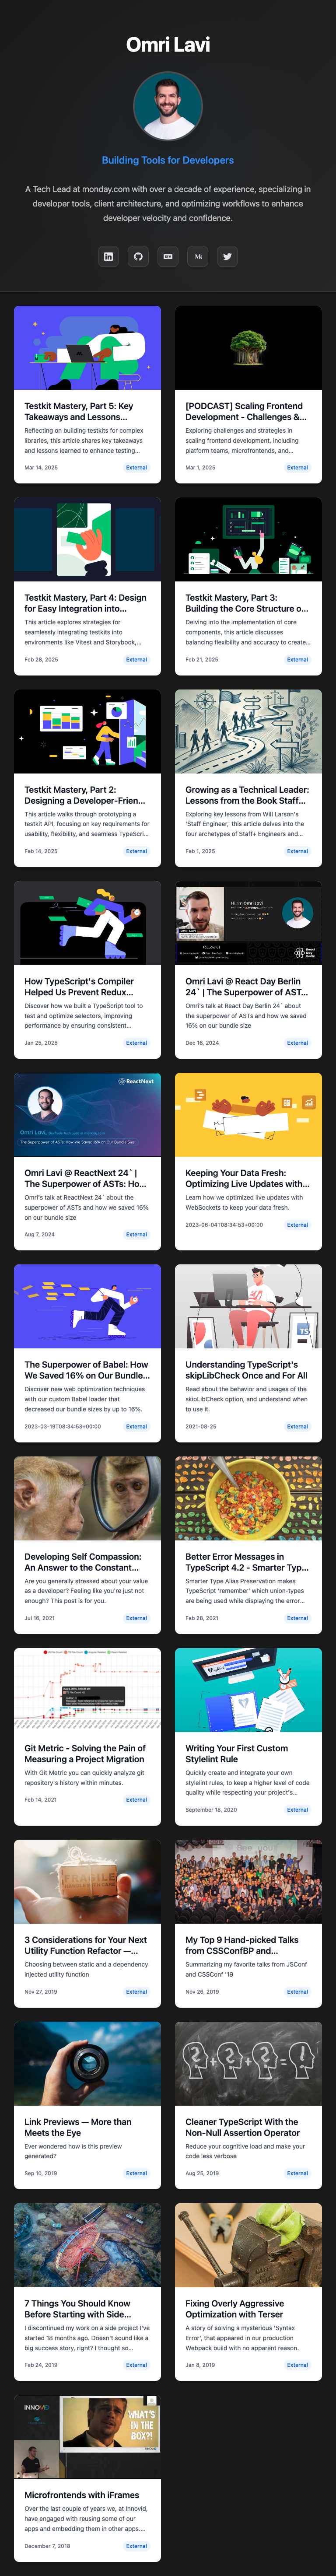 Omri Lavi
Building Tools for Developers
A Tech Lead at monday.com with over a decade of experience, specializing in
developer tools, client architecture, and optimizing workflows to enhance
developer velocity and confidence.
Testkit Mastery, Part 5: Key
Takeaways and Lessons...
Reflecting on building testkits for complex
libraries, this article shares key takeaways
and lessons learned to enhance testing...
Mar 14, 2025
External
[PODCAST] Scaling Frontend
Development - Challenges &...
Exploring challenges and strategies in
scaling frontend development, including
platform teams, microfrontends, and...
Mar 1, 2025
External
Testkit Mastery, Part 4: Design
for Easy Integration into...
This article explores strategies for
seamlessly integrating testkits into
environments like Vitest and Storybook,...
Feb 28, 2025
External
Testkit Mastery, Part 3:
Building the Core Structure o...
Delving into the implementation of core
components, this article discusses
balancing flexibility and accuracy to create...
Feb 21, 2025
External
Testkit Mastery, Part 2:
Designing a Developer-Frien...
This article walks through prototyping a
testkit API, focusing on key requirements for
usability, flexibility, and seamless TypeScri...
Feb 14, 2025
External
Growing as a Technical Leader:
Lessons from the Book Staff...
Exploring key lessons from Will Larson's
'Staff Engineer,' this article delves into the
four archetypes of Staff+ Engineers and...
Feb 1, 2025
External
How TypeScript's Compiler
Helped Us Prevent Redux...
Discover how we built a TypeScript tool to
test and optimize selectors, improving
performance by ensuring consistent...
Jan 25, 2025
External
Hi, I'm Omri Lavi
Omri Lavi @ React Day Berlin
24` | The Superpower of AST...
Omri's talk at React Day Berlin 24` about
the superpower of ASTs and how we saved
16% on our bundle size
Dec 16, 2024
External
ReactNext
Omri Lavi,
The Superpower of ASTs: How We Saved 16% on Our Bundle Size
Omri Lavi @ ReactNext 24` |
The Superpower of ASTs: Ho...
Omri's talk at ReactNext 24` about the
superpower of ASTs and how we saved 16%
on our bundle size
Aug 7, 2024
External
Keeping Your Data Fresh:
Optimizing Live Updates with...
Learn how we optimized live updates with
WebSockets to keep your data fresh.
2023-06-04T08:34:53+00:00
External
The Superpower of Babel: How
We Saved 16% on Our Bundle...
Discover new web optimization techniques
with our custom Babel loader that
decreased our bundle sizes by up to 16%.
2023-03-19T08:34:53+00:00
External
TS
Understanding TypeScript's
skipLibCheck Once and For All
Read about the behavior and usages of the
skipLibCheck option, and understand when
to use it.
2021-08-25
External
Developing Self Compassion:
An Answer to the Constant...
Are you generally stressed about your value
as a developer? Feeling like you're just not
enough? This post is for you.
Jul 16, 2021
External
Better Error Messages in
TypeScript 4.2 - Smarter Typ...
Smarter Type Alias Preservation makes
TypeScript 'remember' which union-types
are being used while displaying the error...
Feb 28, 2021
External
Git Metric - Solving the Pain of
Measuring a Project Migration
With Git Metric you can quickly analyze git
repository's history within minutes.
Feb 14, 2021
External
Writing Your First Custom
Stylelint Rule
Quickly create and integrate your own
stylelint rules, to keep a higher level of code
quality while respecting your project's...
September 18, 2020
External
3 Considerations for Your Next
Utility Function Refactor —...
Choosing between static and a dependency
injected utility function
Nov 27, 2019
External
My Top 9 Hand-picked Talks
from CSSConfBP and...
Summarizing my favorite talks from JSConf
and CSSConf '19
Nov 26, 2019
External
Link Previews — More than
Meets the Eye
Ever wondered how is this preview
generated?
Sep 10, 2019
External
Cleaner TypeScript With the
Non-Null Assertion Operator
Reduce your cognitive load and make your
code less verbose
Aug 25, 2019
External
7 Things You Should Know
Before Starting with Side...
I discontinued my work on a side project I've
started 18 months ago. Doesn't sound like a
big success story, right? I thought so...
Feb 24, 2019
External
Fixing Overly Aggressive
Optimization with Terser
A story of solving a mysterious 'Syntax
Error', that appeared in our production
Webpack build with no apparent reason.
Jan 8, 2019
External
INNOVID
WHAT'S
IN THE
BOX?!
Microfrontends with iFrames
Over the last couple of years we, at Innovid,
have engaged with reusing some of our
apps and embedding them in other apps....
December 7, 2018
External